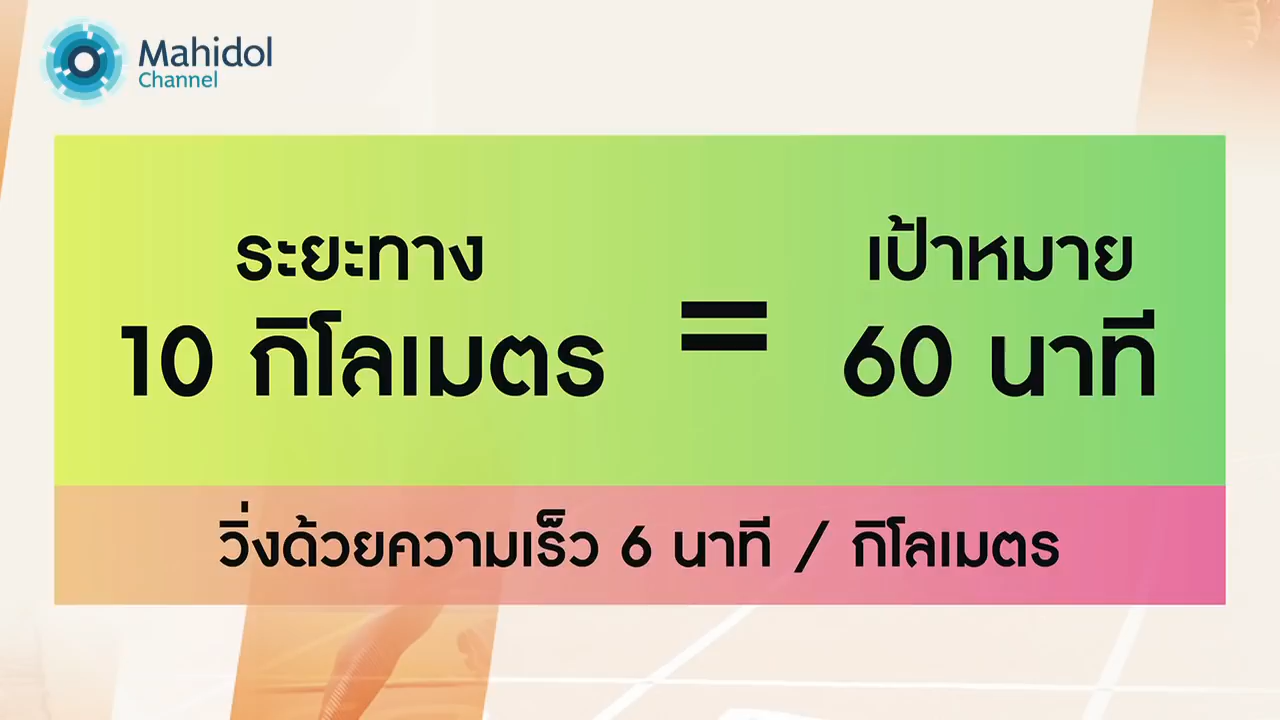 Mahidol
Channel
ระยะทาง
10 กิโลเมตร
=
เป้าหมาย
60 นาที
วิ่งด้วยความเร็ว 6 นาที / กิโลเมตร